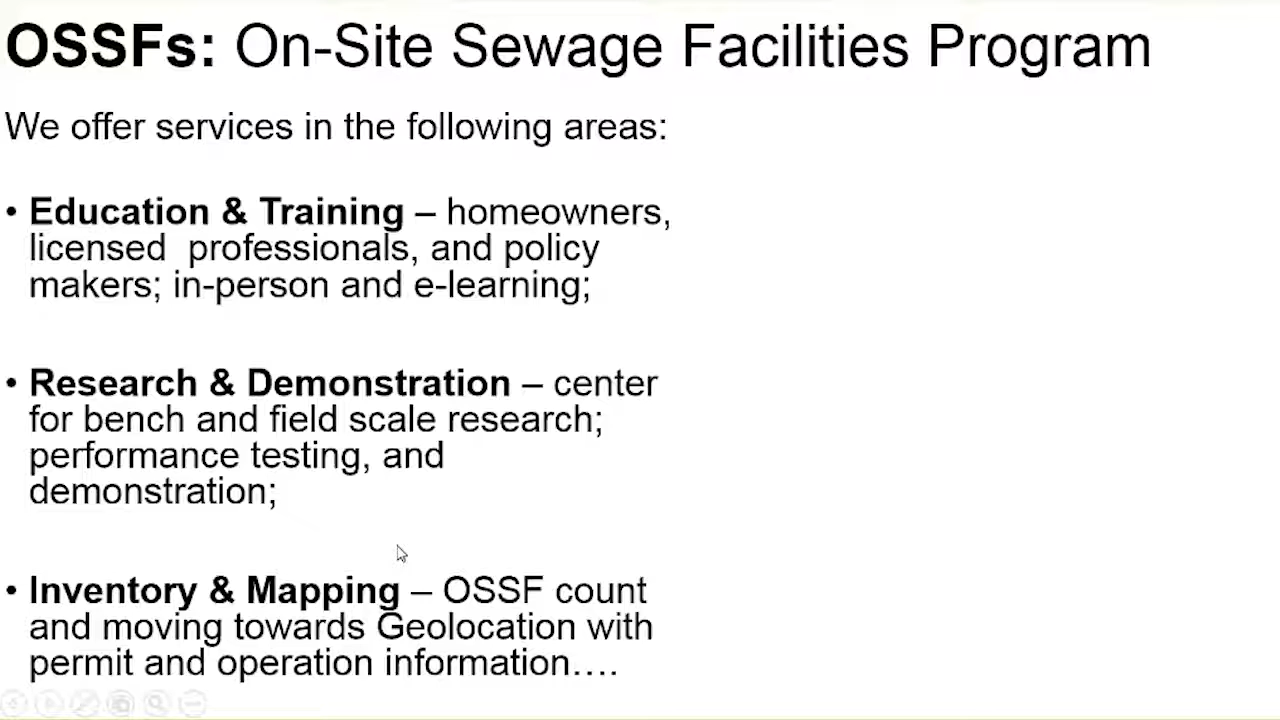 OSSFs: On-Site Sewage Facilities Program
We offer services in the following areas:
• Education & Training – homeowners,
licensed  professionals, and policy
makers; in-person and e-learning;
• Research & Demonstration – center
for bench and field scale research;
performance testing, and
demonstration;
• Inventory & Mapping – OSSF count
and moving towards Geolocation with
permit and operation information….